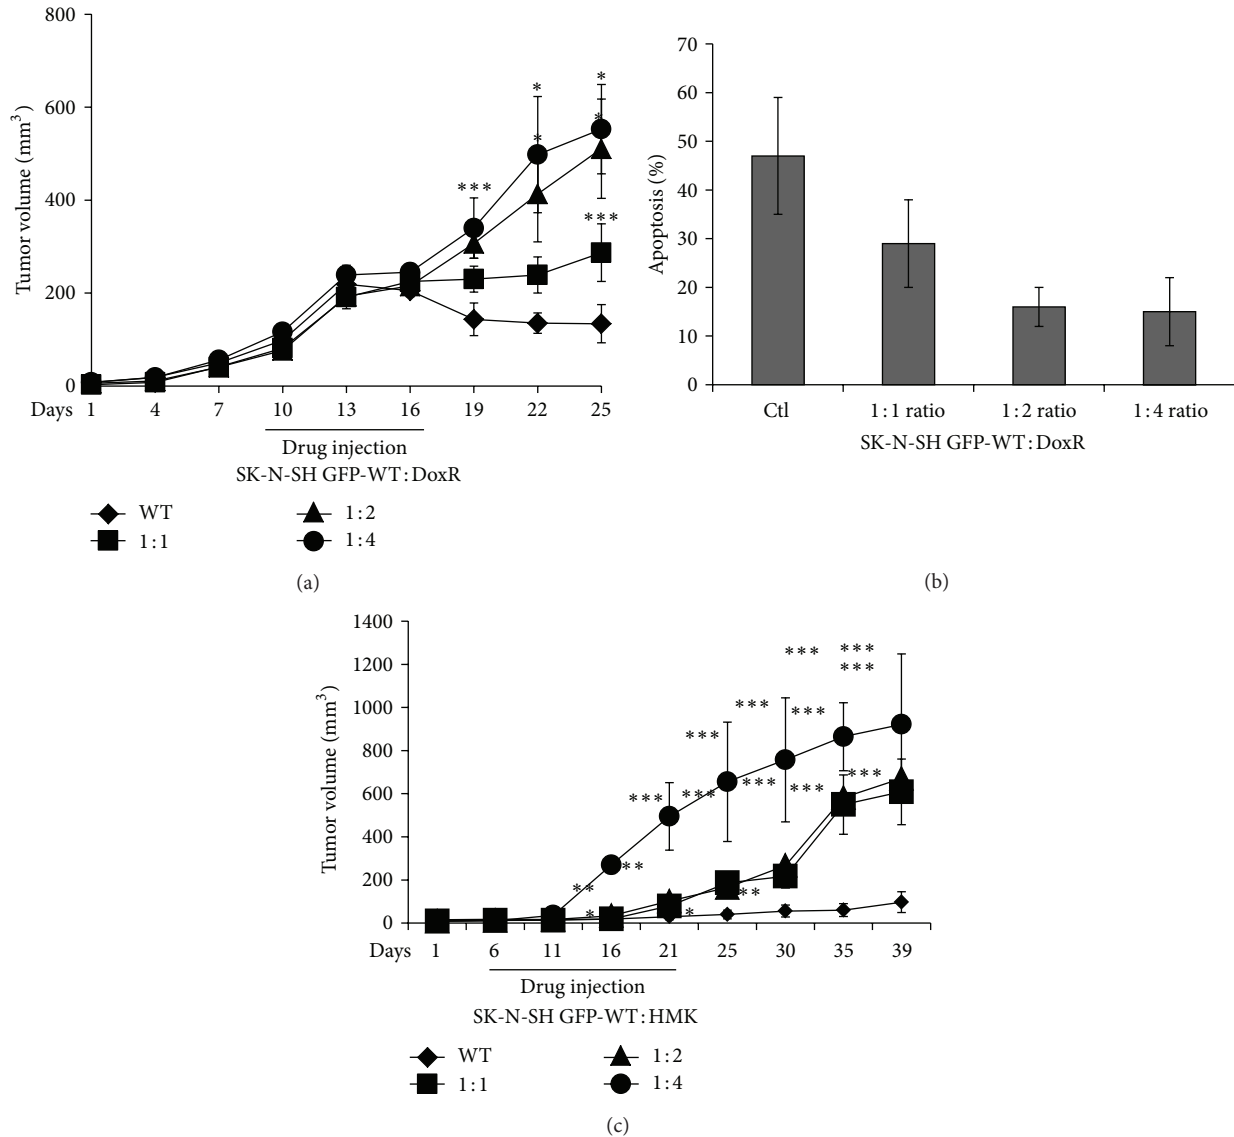 Tumor volume (mm³)
800
600
400
200
0
*
*
*
*
***
***
Days 1 4 7 10 13 16 19 22 25
Drug injection
SK-N-SH GFP-WT:DoxR
WT
1:2
1:1
1:4
(a)
Apoptosis (%)
70
60
50
40
30
20
10
0
Ctl 1:1 ratio 1:2 ratio 1:4 ratio
SK-N-SH GFP-WT:DoxR
(b)
Tumor volume (mm³)
1400
1200
1000
800
600
400
200
0
*** ***
***
*** ***
***
*** *** *** *** *** ***
** **
**
* *
Days 1 6 11 16 21 25 30 35 39
Drug injection
SK-N-SH GFP-WT:HMK
WT
1:2
1:1
1:4
(c)